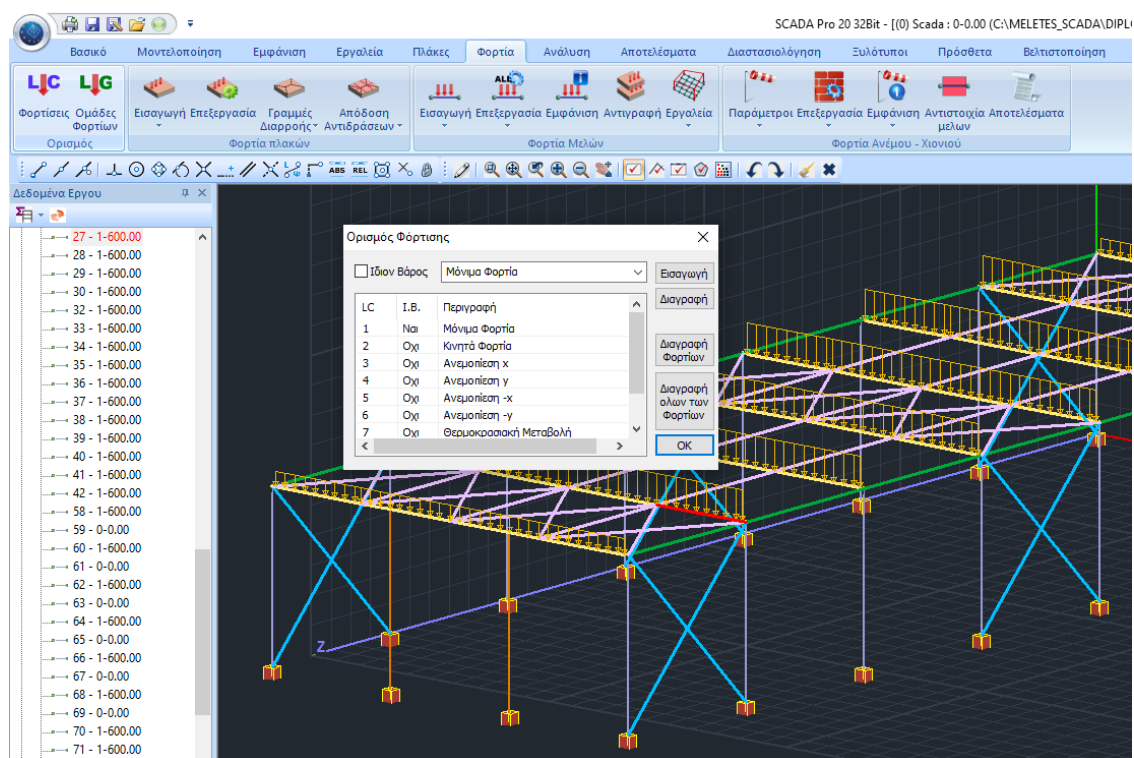 SCADA Pro 20 32Bit - [(0) Scada : 0-0.00 (C:\MELETES_SCADA\DIPL
Βασικό Μοντελοποίηση Εμφάνιση Εργαλεία Πλάκες Φορτία Ανάλυση Αποτελέσματα Διαστασιολόγηση Ξυλότυποι Πρόσθετα Βελτιστοποίηση
LC LG ALL
Φορτίσεις Ομάδες Φορτίων Εισαγωγή Επεξεργασία Γραμμές Διαρροής Απόδοση Αντιδράσεων Εισαγωγή Επεξεργασία Εμφάνιση Αντιγραφή Εργαλεία Παράμετροι Επεξεργασία Εμφάνιση Αντιστοιχία μελων Αποτελέσματα
Ορισμός Φορτία πλακών Φορτία Μελών Φορτία Ανέμου - Χιονιού
ABS REL
Δεδομένα Εργου
27 - 1-600.00
28 - 1-600.00
29 - 1-600.00
30 - 1-600.00
32 - 1-600.00
33 - 1-600.00
34 - 1-600.00
35 - 1-600.00
36 - 1-600.00
37 - 1-600.00
38 - 1-600.00
39 - 1-600.00
40 - 1-600.00
41 - 1-600.00
42 - 1-600.00
58 - 1-600.00
59 - 0-0.00
60 - 1-600.00
61 - 0-0.00
62 - 1-600.00
63 - 0-0.00
64 - 1-600.00
65 - 0-0.00
66 - 1-600.00
67 - 0-0.00
68 - 1-600.00
69 - 0-0.00
70 - 1-600.00
71 - 1-600.00
Ορισμός Φόρτισης
Ιδιον Βάρος Μόνιμα Φορτία Εισαγωγή
Διαγραφή
LC Ι.Β. Περιγραφή
1 Ναι Μόνιμα Φορτία
2 Οχι Κινητά Φορτία
3 Οχι Ανεμοπίεση x
4 Οχι Ανεμοπίεση y
5 Οχι Ανεμοπίεση -x
6 Οχι Ανεμοπίεση -y
7 Οχι Θερμοκρασιακή Μεταβολή
Διαγραφή
Φορτίων
Διαγραφή
ολων των
Φορτίων
OK
Z